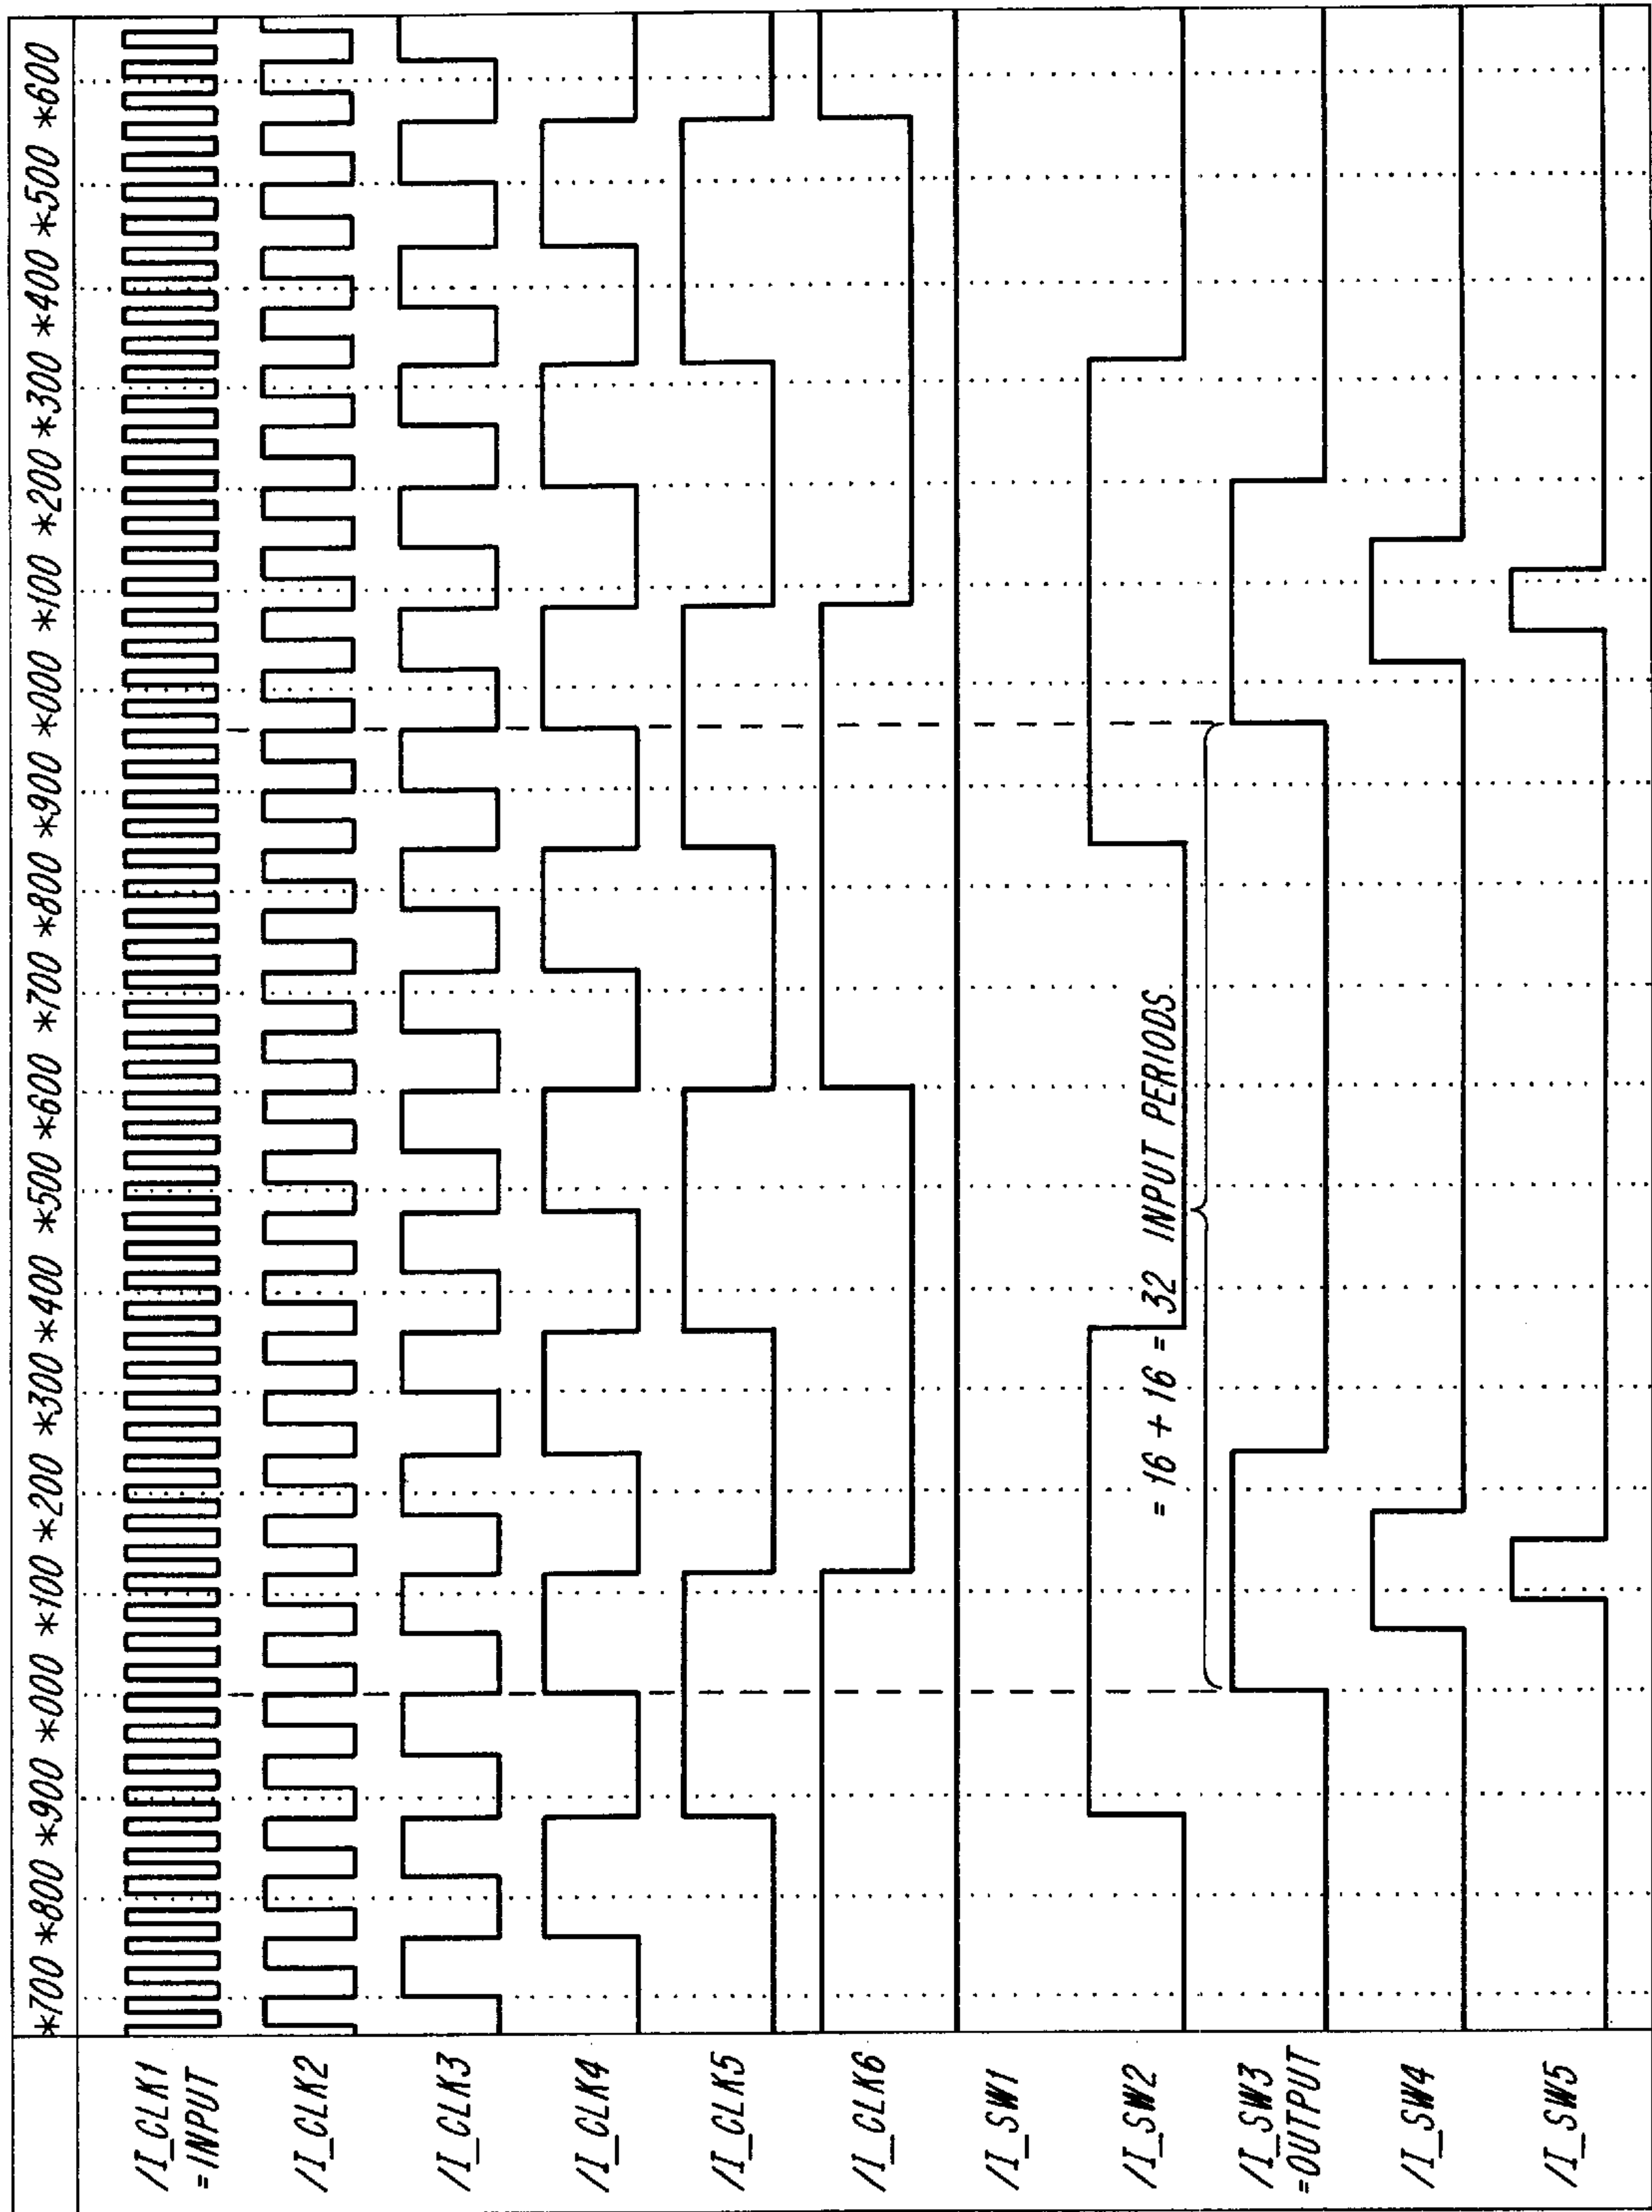 *700 *800 *900 *000 *100 *200 *300 *400 *500 *600 *700 *800 *900 *000 *100 *200 *300 *400 *500 *600
/I_CLK1
=INPUT
/I_CLK2
/I_CLK3
/I_CLK4
/I_CLK5
/I_CLK6
/I_SW1
/I_SW2
= 16 + 16 = 32 INPUT PERIODS
/I_SW3
=OUTPUT
/I_SW4
/I_SW5